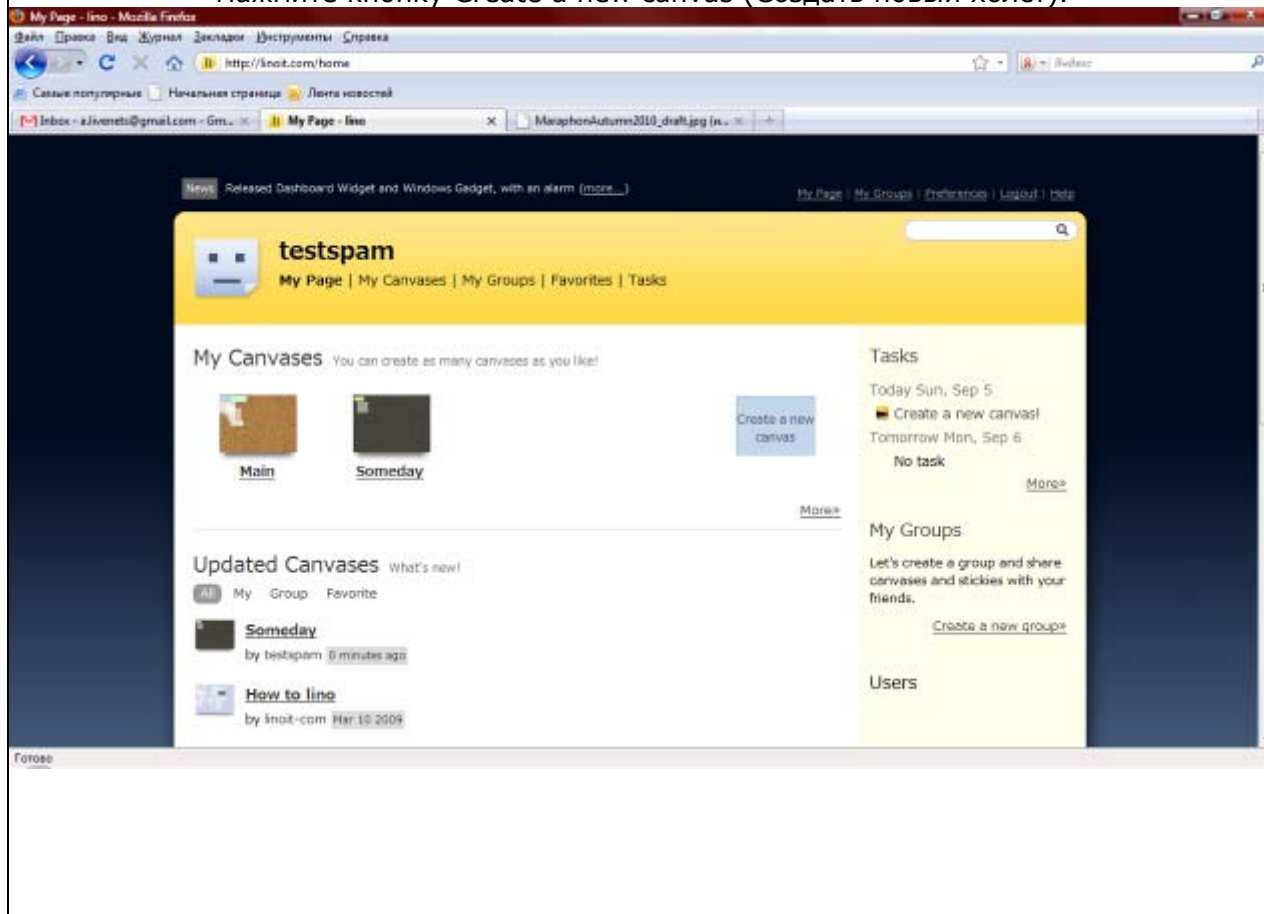 Нажмите кнопку Create a new canvas (Создать новый холст).
My Page - lino - Mozilla Firefox
Файл Правка Вид Журнал Закладки Инструменты Справка
http://linoit.com/home
Яндекс
Самые популярные Начальная страница Лента новостей
Inbox - a.livenets@gmail.com - Gm... My Page - lino MaraphonAutumn2010_draft.jpg (и...
News Released Dashboard Widget and Windows Gadget, with an alarm (more...)
My Page | My Groups | Preferences | Logout | Help
testspam
My Page | My Canvases | My Groups | Favorites | Tasks
My Canvases You can create as many canvases as you like!
Main
Someday
Create a new
canvas
More»
Updated Canvases What's new!
All My Group Favorite
Someday
by testspam 0 minutes ago
How to lino
by linoit-com Mar 10 2009
Tasks
Today Sun, Sep 5
Create a new canvas!
Tomorrow Mon, Sep 6
No task
More»
My Groups
Let's create a group and share
canvases and stickies with your
friends.
Create a new group»
Users
Готово